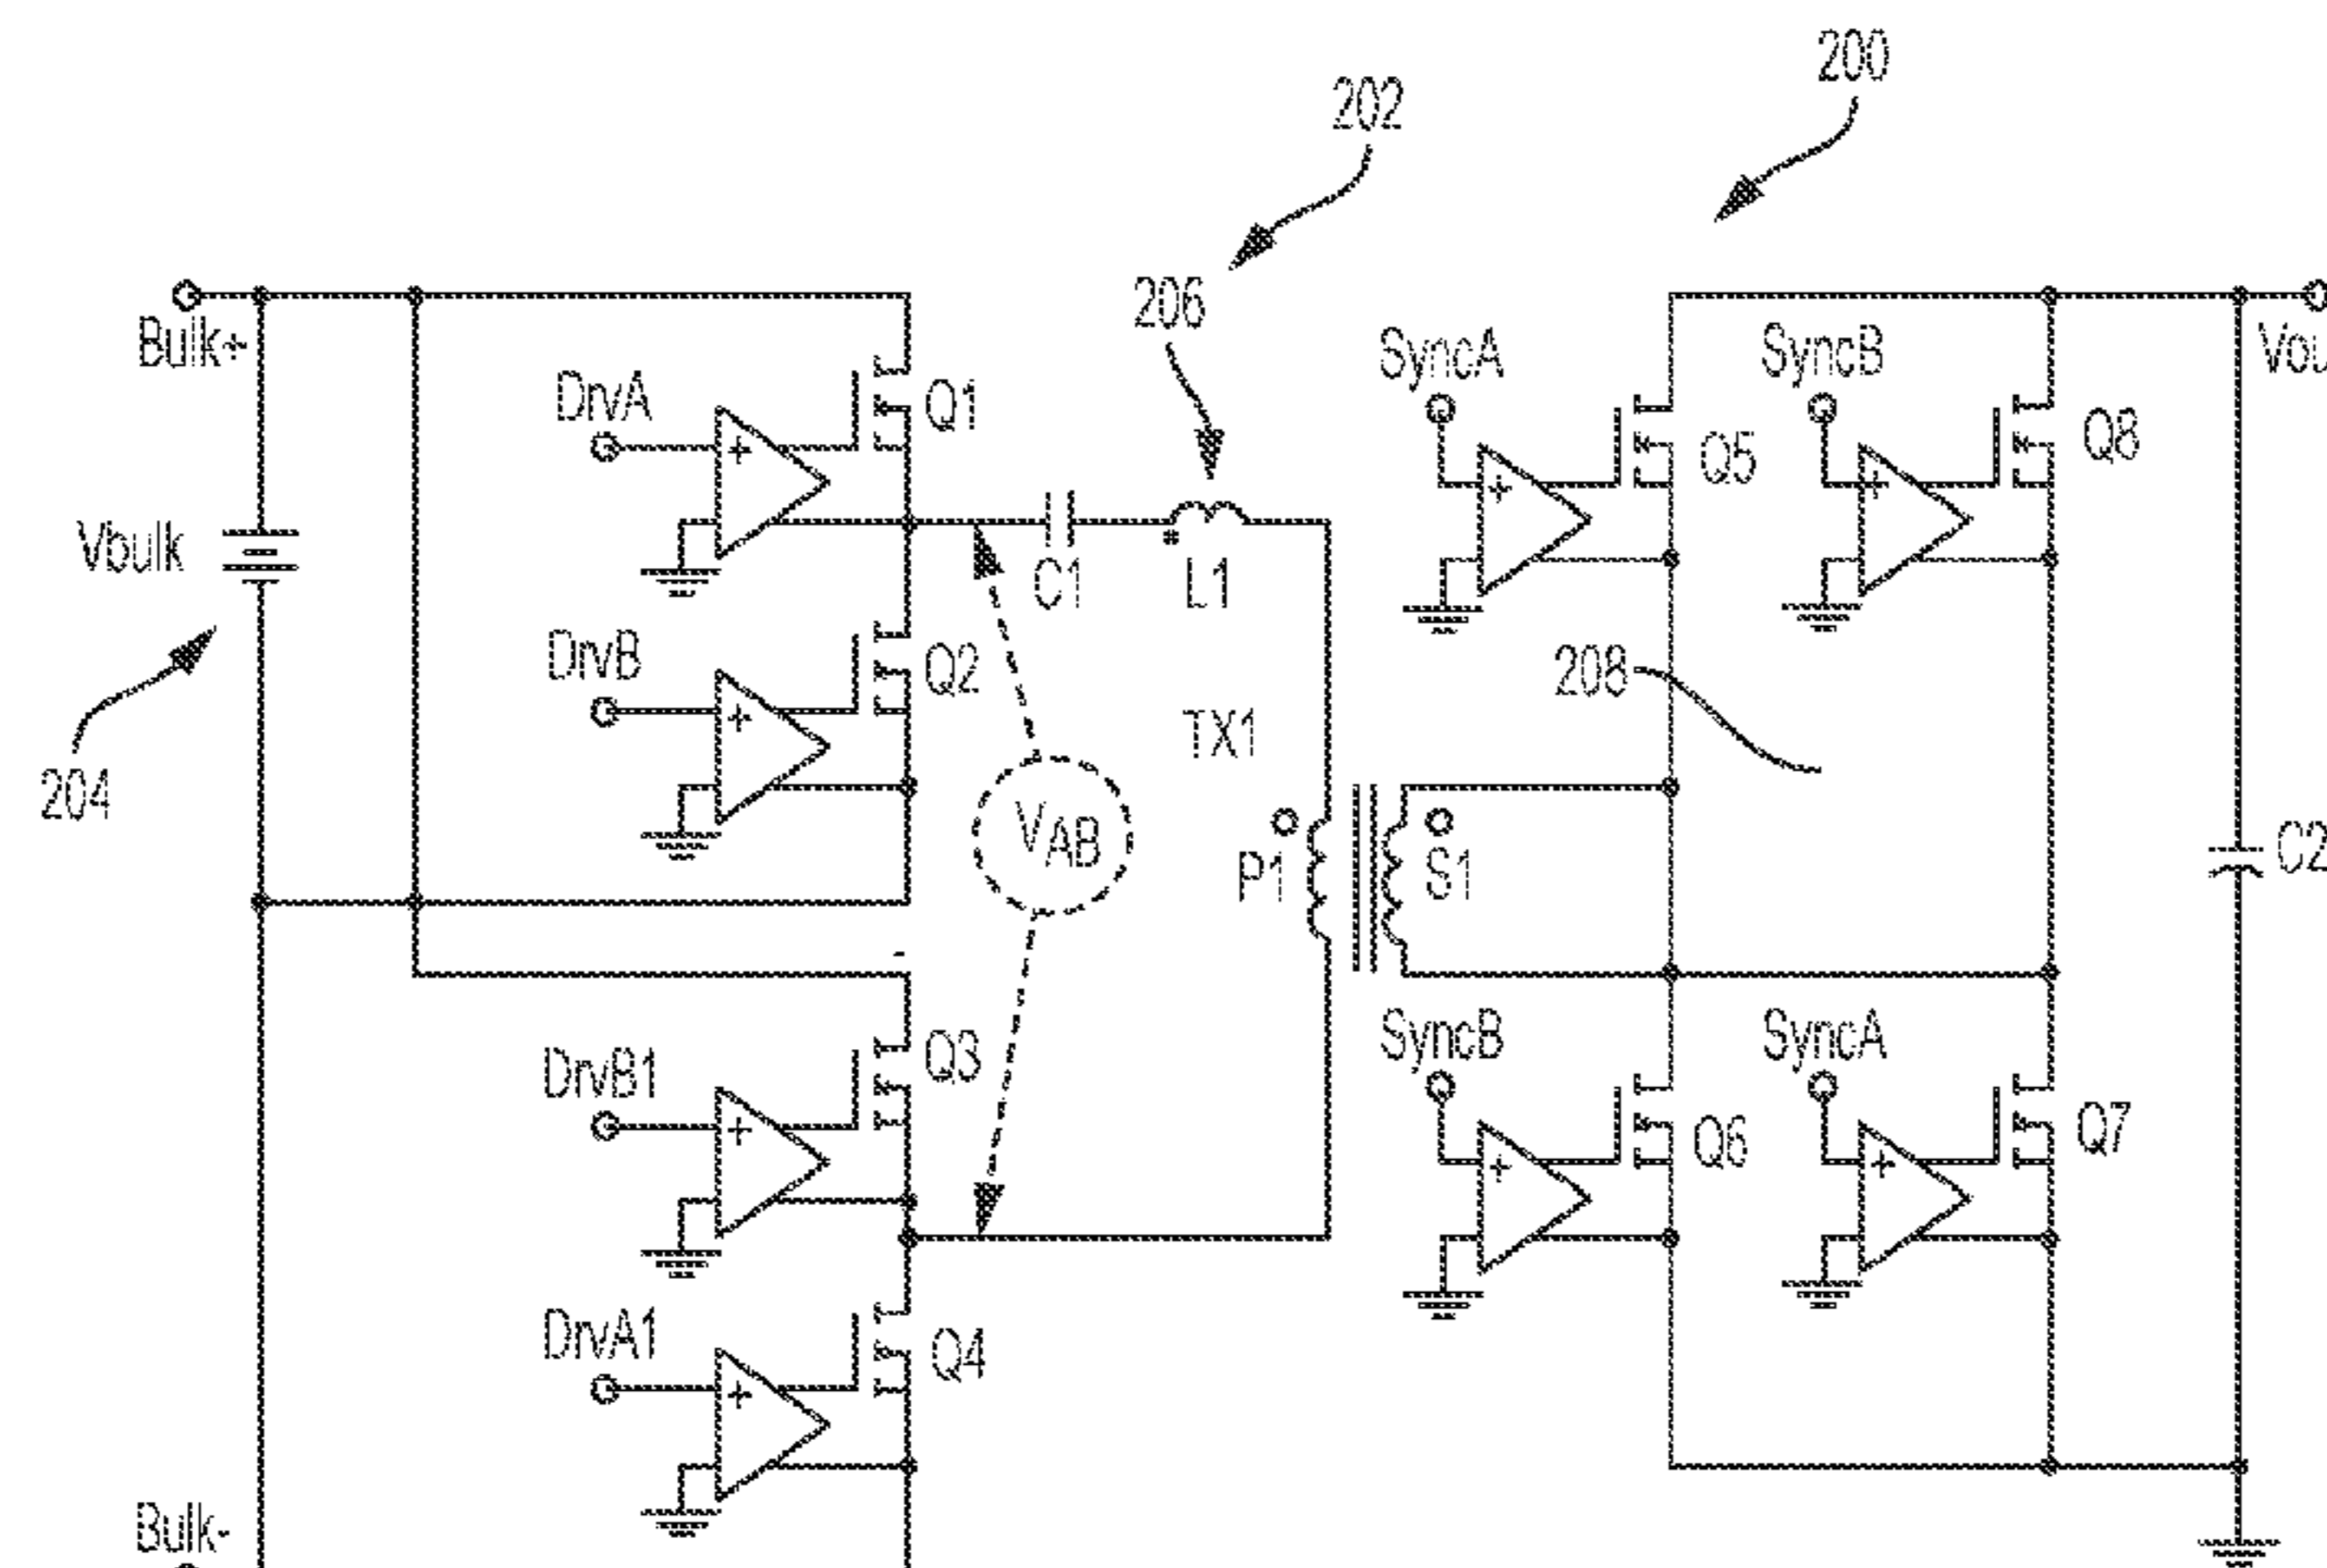 200
202
206
Bulk+
DrvA
Q1
SyncA
SyncB
Vou
Q5
Q8
Vbulk
C1
L1
DrvB
Q2
208
TX1
204
VAB
P1
S1
C2
DrvB1
Q3
SyncB
SyncA
Q6
Q7
DrvA1
Q4
Bulk-